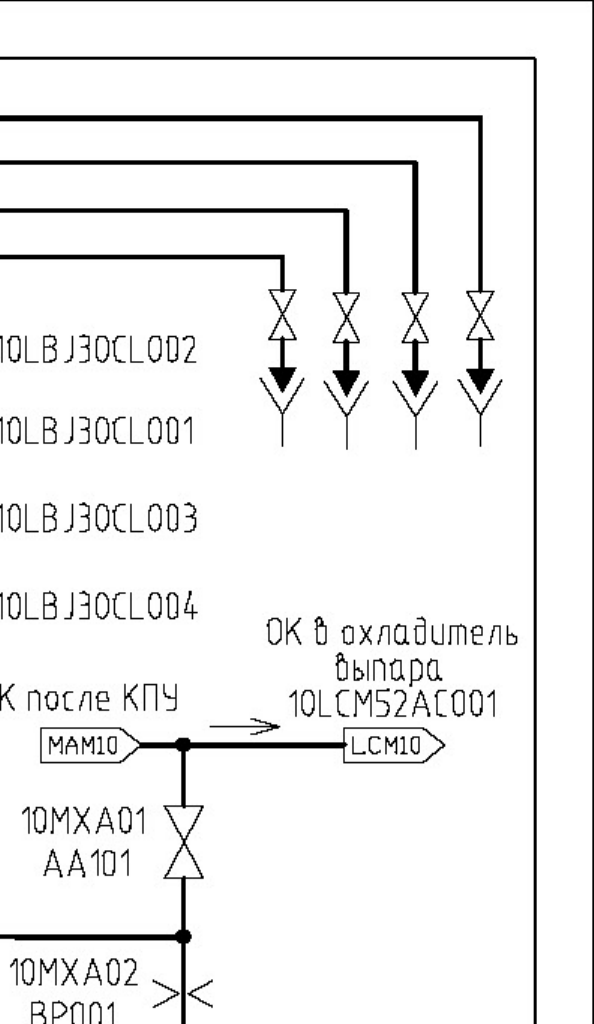 10LBJ30CL002
10LBJ30CL001
10LBJ30CL003
10LBJ30CL004
ОК в охладитель
выпара
10LCM52AC001
К после КПУ
MAM10
LCM10
10MXA01
AA101
10MXA02
BP001